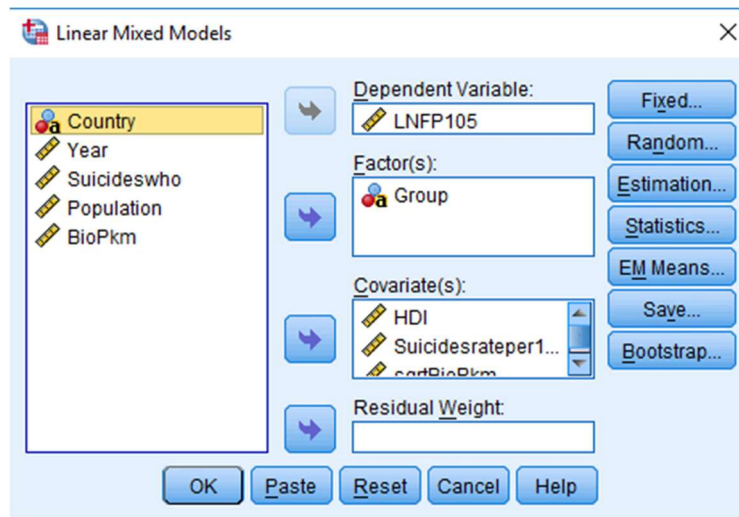 Linear Mixed Models
Country
Year
Suicideswho
Population
BioPkm
Dependent Variable:
LNFP105
Factor(s):
Group
Covariate(s):
HDI
Suicidesrateper1...
sqrtBioPkm
Residual Weight:
Fixed...
Random...
Estimation...
Statistics...
EM Means...
Save...
Bootstrap...
OK
Paste
Reset
Cancel
Help